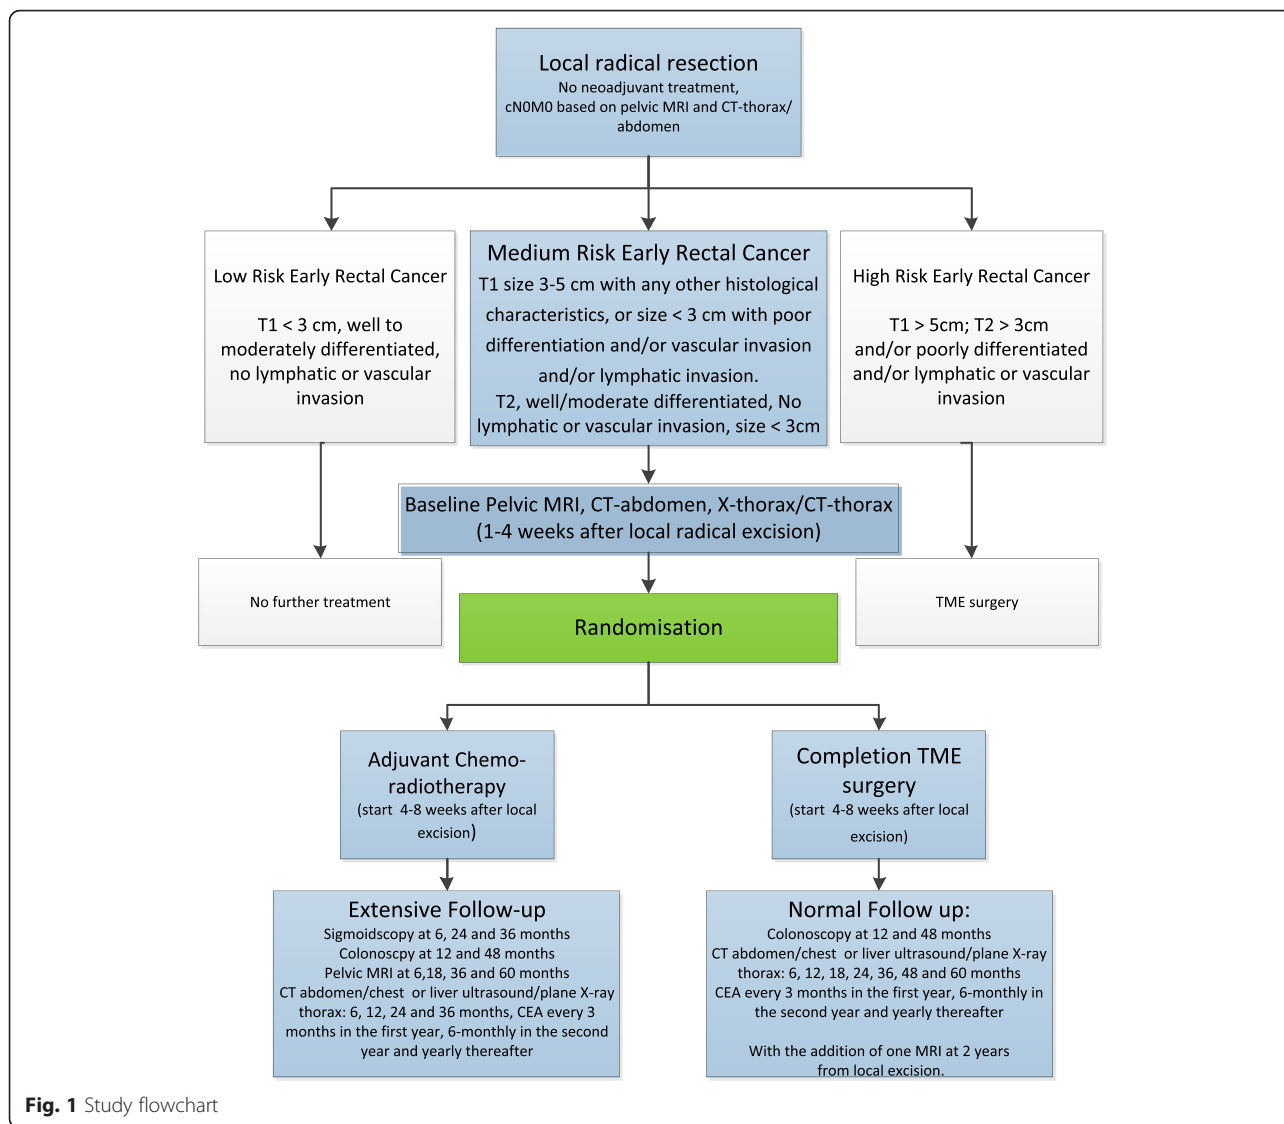 Local radical resection
No neoadjuvant treatment,
cN0M0 based on pelvic MRI and CT-thorax/
abdomen
Low Risk Early Rectal Cancer
T1 < 3 cm, well to
moderately differentiated,
no lymphatic or vascular
invasion
Medium Risk Early Rectal Cancer
T1 size 3-5 cm with any other histological
characteristics, or size < 3 cm with poor
differentiation and/or vascular invasion
and/or lymphatic invasion.
T2, well/moderate differentiated, No
lymphatic or vascular invasion, size < 3cm
High Risk Early Rectal Cancer
T1 > 5cm; T2 > 3cm
and/or poorly differentiated
and/or lymphatic or vascular
invasion
Baseline Pelvic MRI, CT-abdomen, X-thorax/CT-thorax
(1-4 weeks after local radical excision)
No further treatment
TME surgery
Randomisation
Adjuvant Chemo-
radiotherapy
(start 4-8 weeks after local
excision)
Completion TME
surgery
(start 4-8 weeks after local
excision)
Extensive Follow-up
Sigmoidscopy at 6, 24 and 36 months
Colonoscpy at 12 and 48 months
Pelvic MRI at 6,18, 36 and 60 months
CT abdomen/chest or liver ultrasound/plane X-ray
thorax: 6, 12, 24 and 36 months, CEA every 3
months in the first year, 6-monthly in the second
year and yearly thereafter
Normal Follow up:
Colonoscopy at 12 and 48 months
CT abdomen/chest or liver ultrasound/plane X-ray
thorax: 6, 12, 18, 24, 36, 48 and 60 months
CEA every 3 months in the first year, 6-monthly in
the second year and yearly thereafter
With the addition of one MRI at 2 years
from local excision.
Fig. 1 Study flowchart